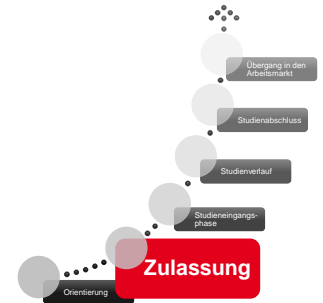 Übergang in den
Arbeitsmarkt
Studienabschluss
Studienverlauf
Studieneingangs-
phase
Zulassung
Orientierung